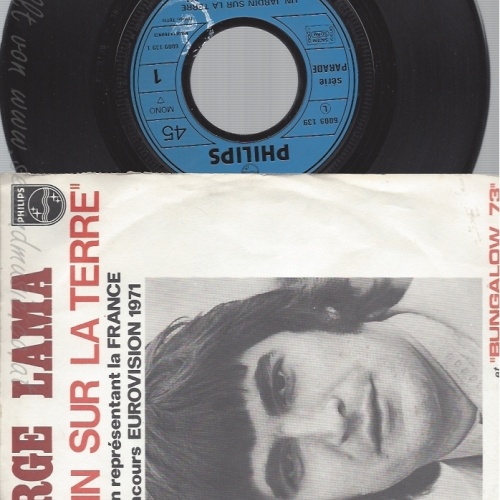 UN JARDIN SUR LA TERRE
6009 139
série
PARADE
45
MONO
1
PHILIPS
PHILIPS
RGE LAMA
IN SUR LA TERRE"
n représentant la FRANCE
ncours EUROVISION 1971
et "BUNGALOW 73"